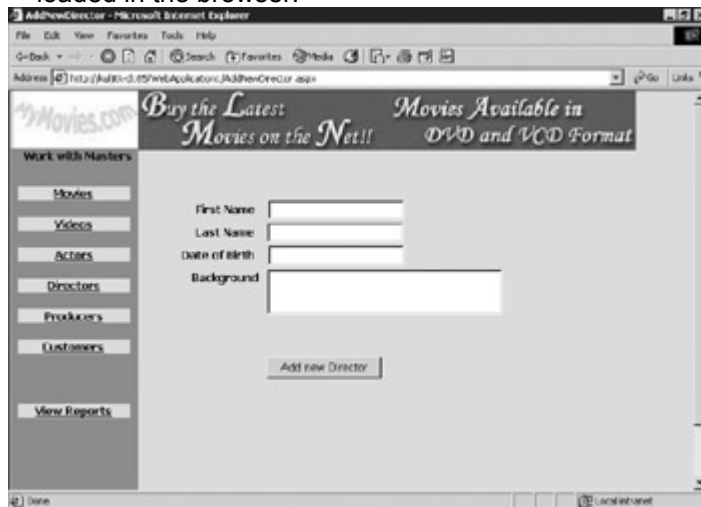 loaded in the browser.
AddNewDirector - Microsoft Internet Explorer
File Edit View Favorites Tools Help
Back Search Favorites Media
Address
Go Links
MyMovies.com
Buy the Latest
Movies on the Net!!
Movies Available in
DVD and VCD Format
Work with Masters
Movies
Videos
Actors
Directors
Producers
Customers
View Reports
First Name
Last Name
Date of Birth
Background
Add new Director
Done
Local intranet